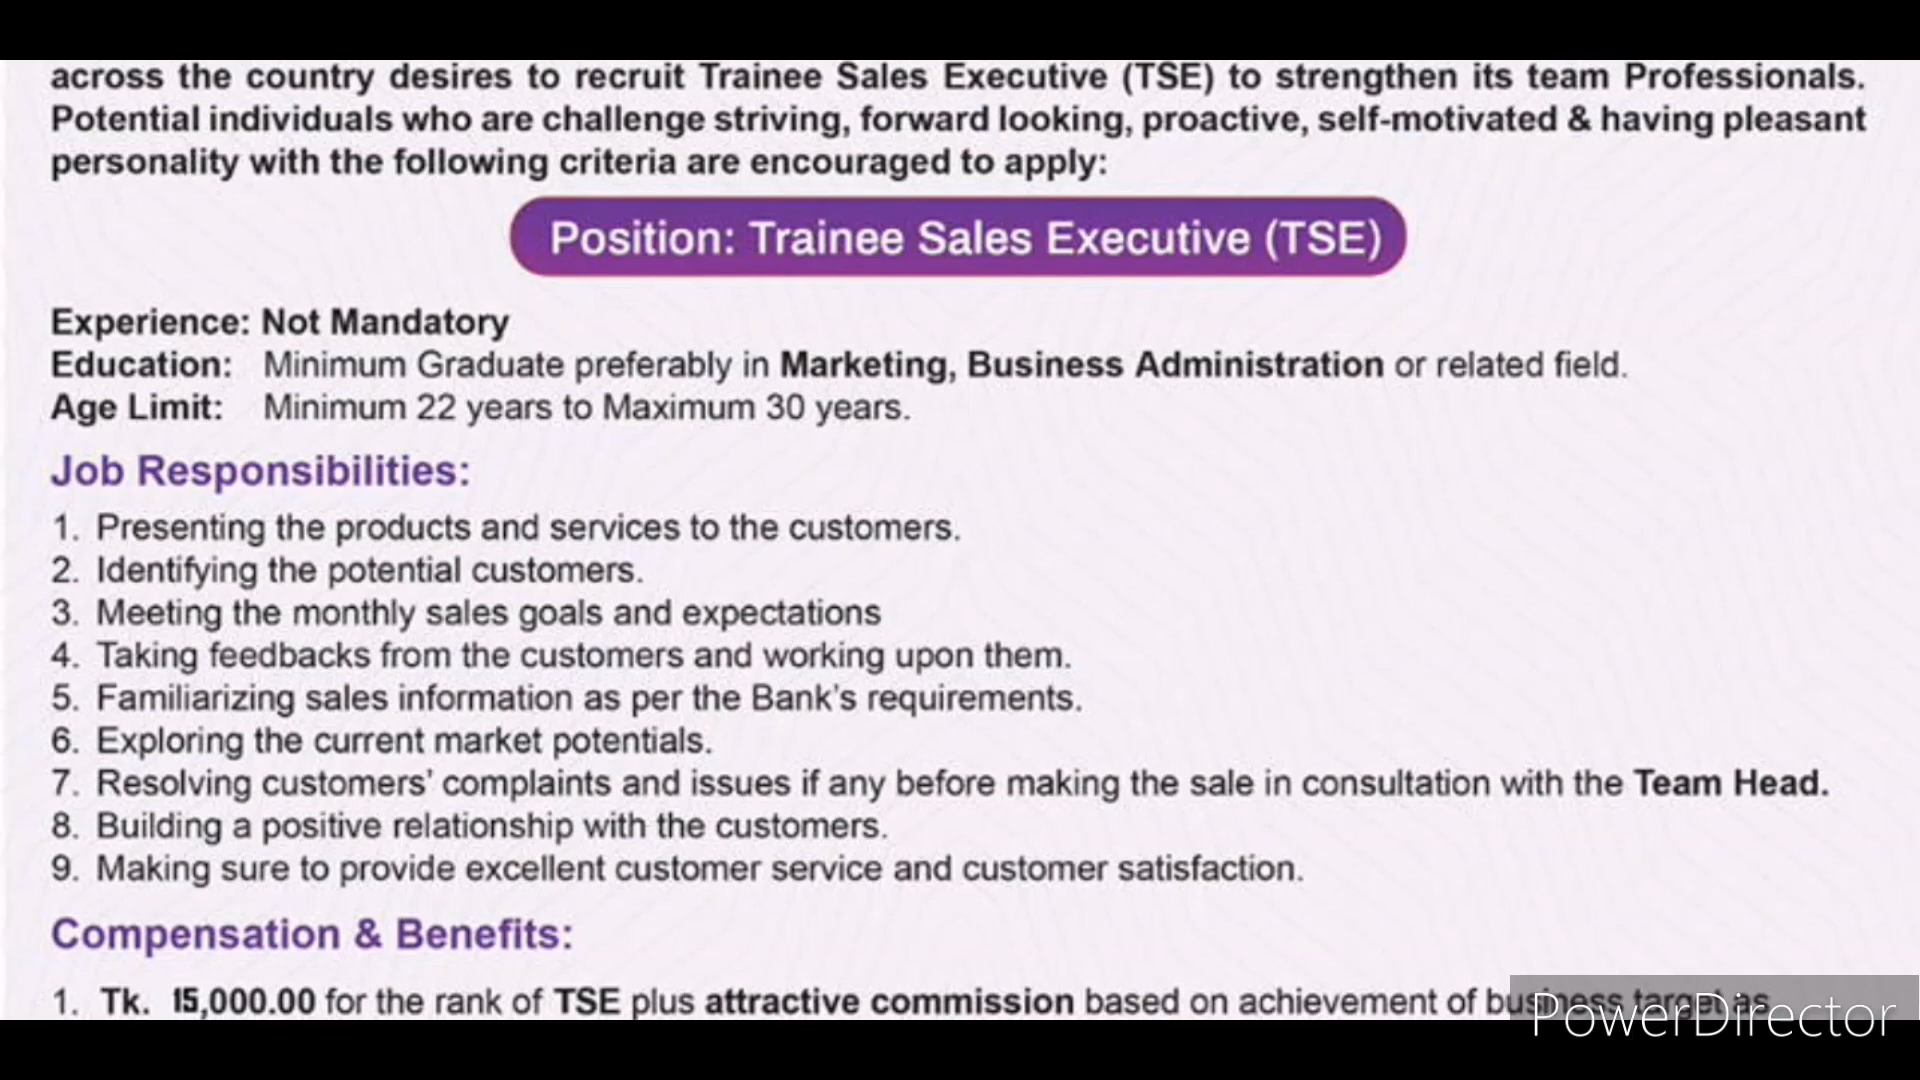 across the country desires to recruit Trainee Sales Executive (TSE) to strengthen its team Professionals.
Potential individuals who are challenge striving, forward looking, proactive, self-motivated & having pleasant
personality with the following criteria are encouraged to apply:
Position: Trainee Sales Executive (TSE)
Experience: Not Mandatory
Education: Minimum Graduate preferably in Marketing, Business Administration or related field.
Age Limit: Minimum 22 years to Maximum 30 years.
Job Responsibilities:
1. Presenting the products and services to the customers.
2. Identifying the potential customers.
3. Meeting the monthly sales goals and expectations
4. Taking feedbacks from the customers and working upon them.
5. Familiarizing sales information as per the Bank's requirements.
6. Exploring the current market potentials.
7. Resolving customers' complaints and issues if any before making the sale in consultation with the Team Head.
8. Building a positive relationship with the customers.
9. Making sure to provide excellent customer service and customer satisfaction.
Compensation & Benefits:
1. Tk. 15,000.00 for the rank of TSE plus attractive commission based on achievement of business target as
PowerDirector